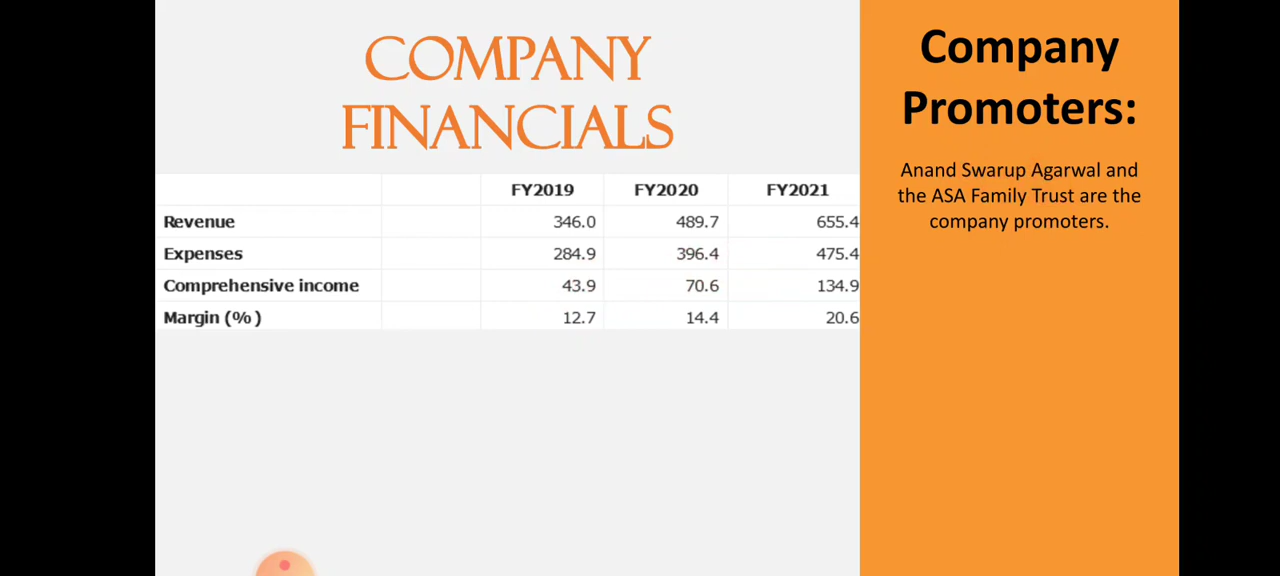 COMPANY
FINANCIALS
FY2019 FY2020 FY2021
Revenue 346.0 489.7 655.4
Expenses 284.9 396.4 475.4
Comprehensive income 43.9 70.6 134.9
Margin (%) 12.7 14.4 20.6
Company
Promoters:
Anand Swarup Agarwal and
the ASA Family Trust are the
company promoters.